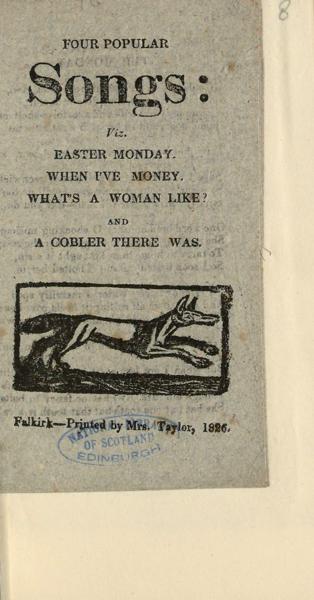 8
FOUR POPULAR
Songs:
Viz.
EASTER MONDAY.
WHEN I'VE MONEY.
WHAT'S A WOMAN LIKE?
AND
A COBLER THERE WAS.
Falkirk—Printed by Mrs. Taylor, 1826.
NATIONAL LIBRARY
OF SCOTLAND
EDINBURGH